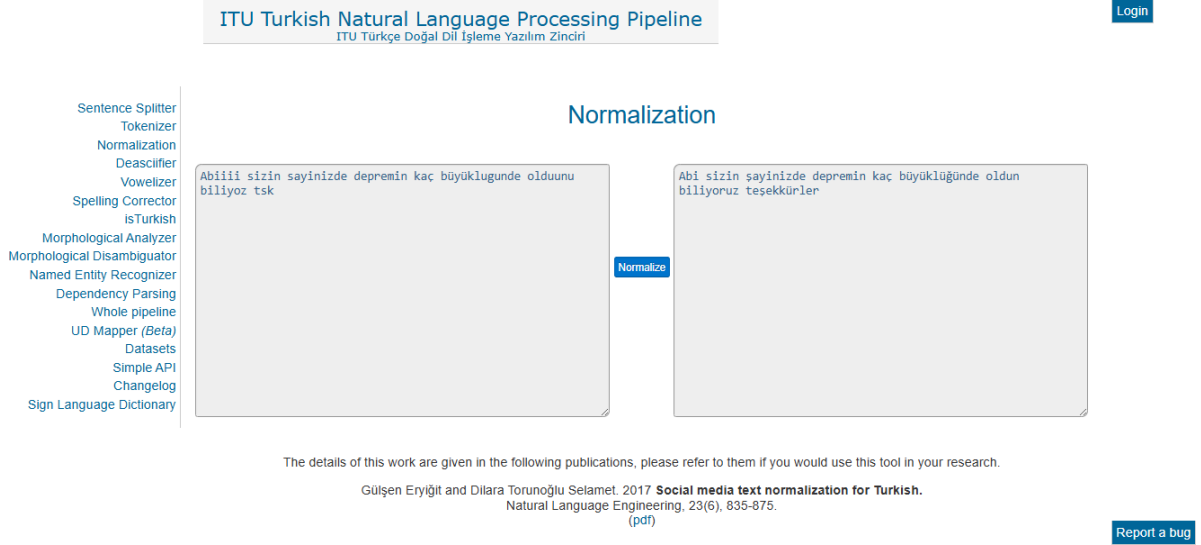 ITU Turkish Natural Language Processing Pipeline
ITU Türkçe Doğal Dil İşleme Yazılım Zinciri
Login
Sentence Splitter
Tokenizer
Normalization
Deasciifier
Vowelizer
Spelling Corrector
isTurkish
Morphological Analyzer
Morphological Disambiguator
Named Entity Recognizer
Dependency Parsing
Whole pipeline
UD Mapper (Beta)
Datasets
Simple API
Changelog
Sign Language Dictionary
Normalization
Abiiii sizin sayinizde depremin kaç büyüklugunde olduunu
biliyoz tsk
Normalize
Abi sizin şayinizde depremin kaç büyüklüğünde oldun
biliyoruz teşekkürler
The details of this work are given in the following publications, please refer to them if you would use this tool in your research.
Gülşen Eryiğit and Dilara Torunoğlu Selamet. 2017 Social media text normalization for Turkish.
Natural Language Engineering, 23(6), 835-875.
(pdf)
Report a bug